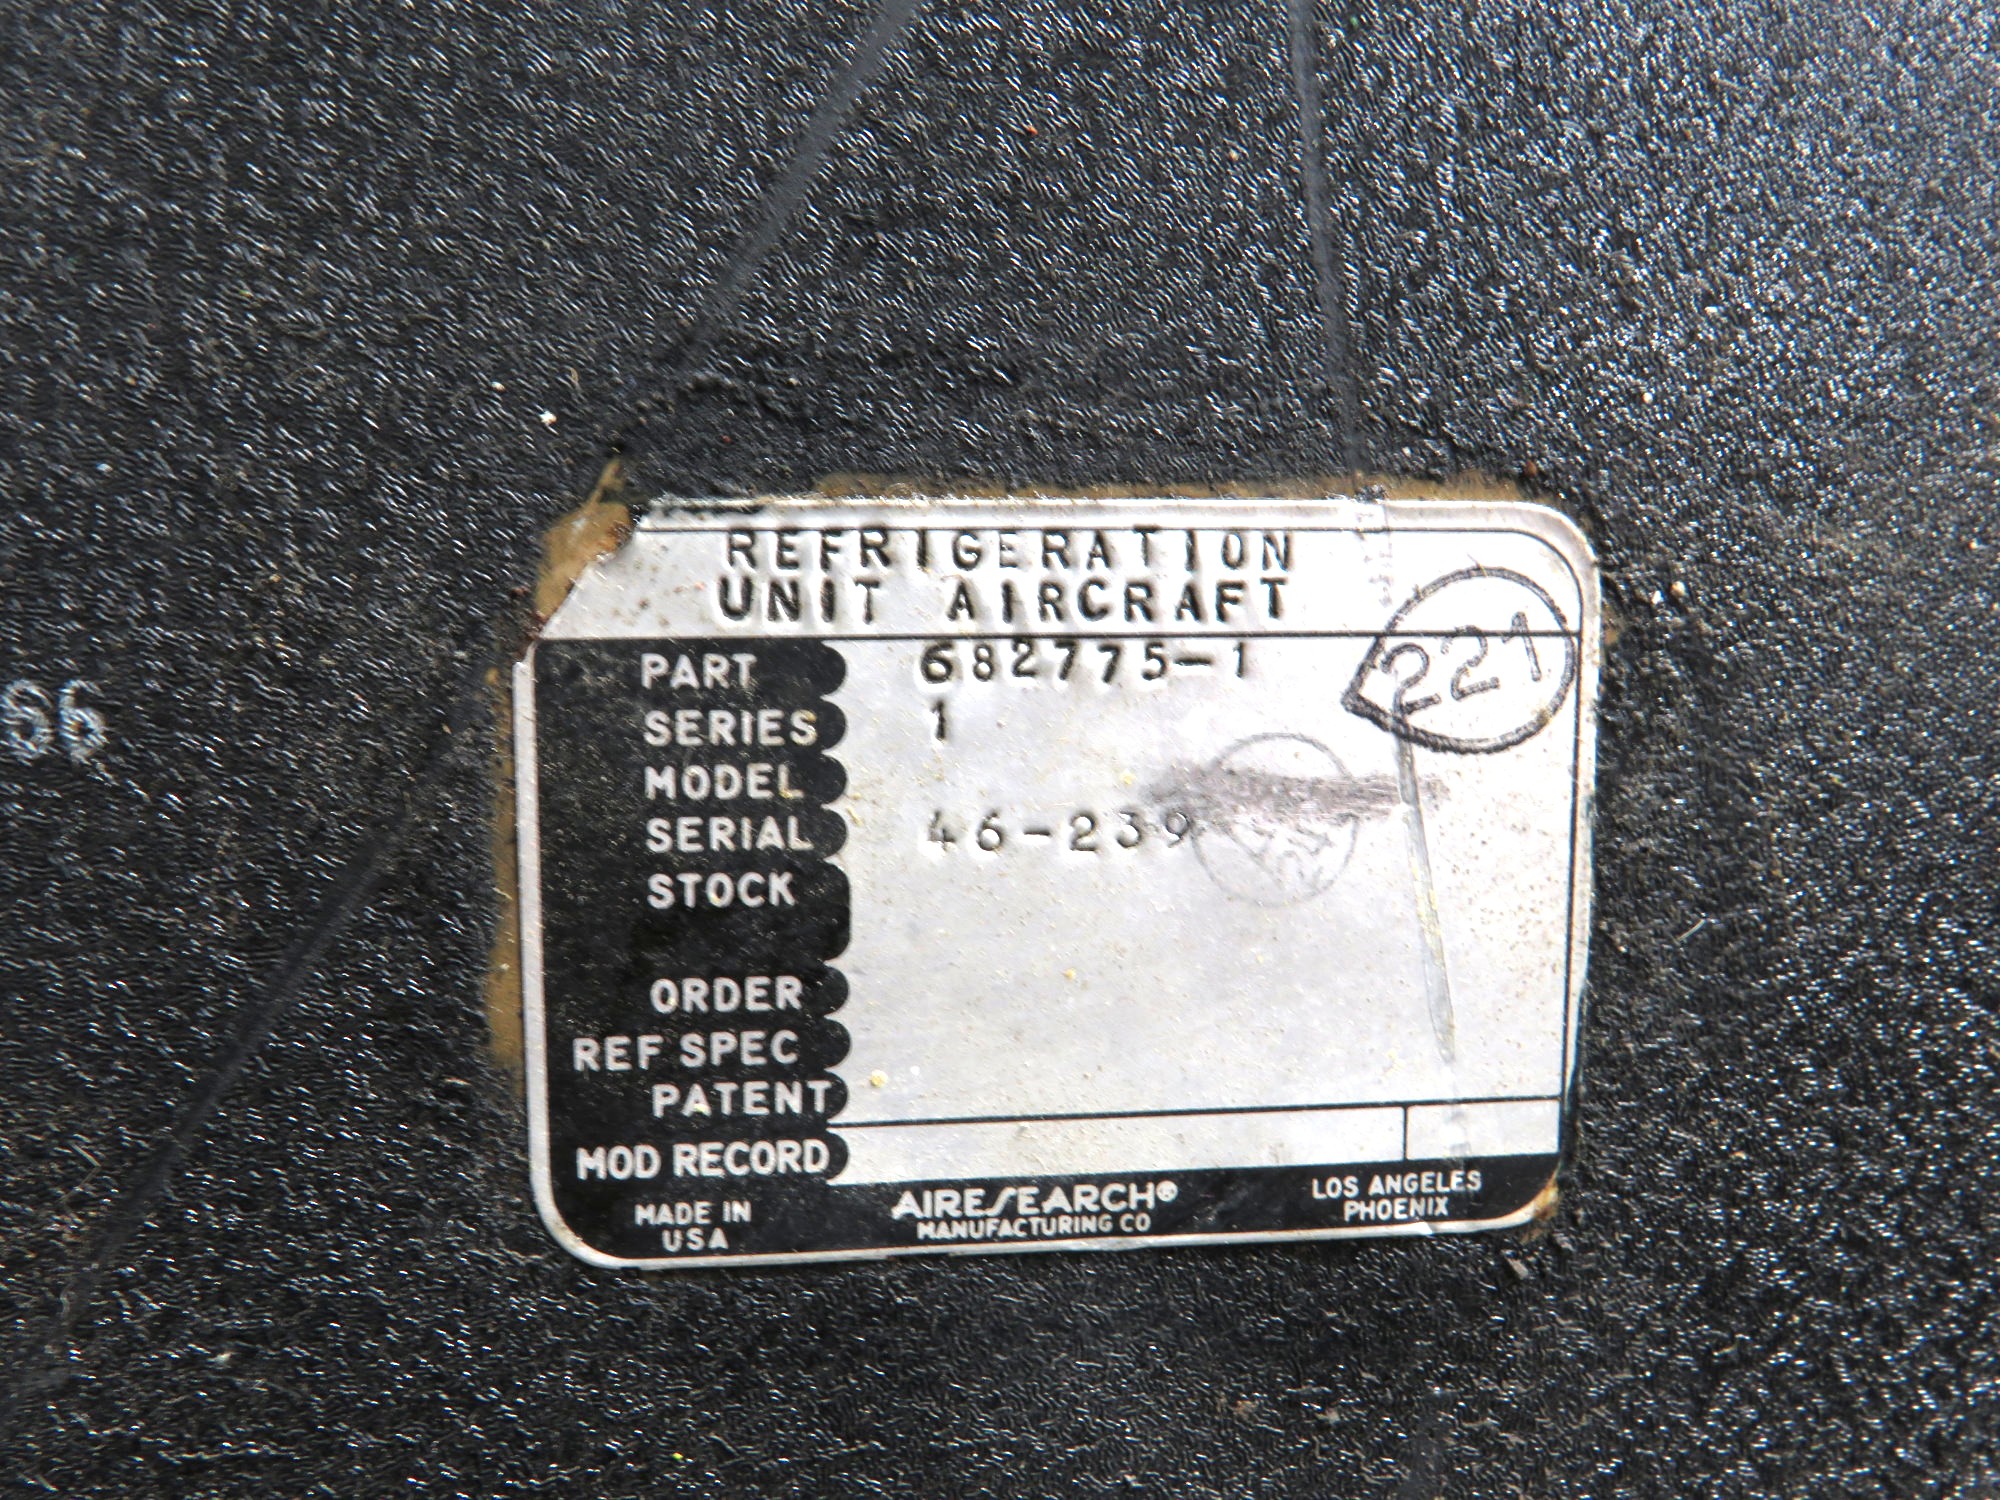 REFRIGERATION
UNIT AIRCRAFT
221
PART 682775-1
SERIES 1
MODEL
SERIAL 46-239
STOCK
ORDER
REF SPEC
PATENT
MOD RECORD
MADE IN
USA
AIRESEARCH®
MANUFACTURING CO
LOS ANGELES
PHOENIX